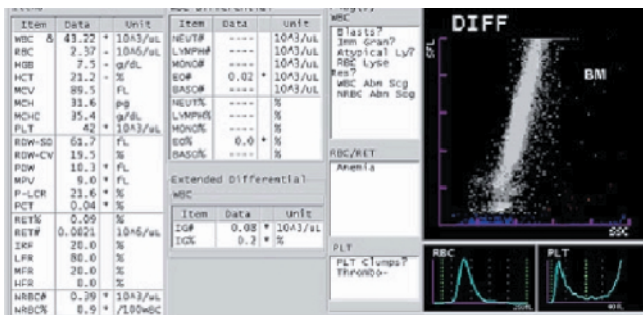 Item Data Unit
WBC & 43.22 * 10^3/uL
RBC 2.37 - 10^6/uL
HGB 7.5 - g/dL
HCT 21.2 - %
MCV 89.5 fL
MCH 31.6 pg
MCHC 35.4 g/dL
PLT 42 * 10^3/uL
RDW-SD 61.7 fL
RDW-CV 19.5 %
PDW 10.3 * fL
MPV 9.0 * fL
P-LCR 21.6 * %
PCT 0.04 * %
RET% 0.09 %
RET# 0.0021 10^6/uL
IRF 20.0 %
LFR 80.0 %
MFR 20.0 %
HFR 0.0 %
NRBC# 0.39 * 10^3/uL
NRBC% 0.9 * /100WBC
Item Data Unit
NEUT# ---- 10^3/uL
LYMPH# ---- 10^3/uL
MONO# ---- 10^3/uL
EO# 0.02 * 10^3/uL
BASO# ---- 10^3/uL
NEUT% ---- %
LYMPH% ---- %
MONO% ---- %
EO% 0.0 * %
BASO% ---- %
Extended Differential
WBC
Item Data Unit
IG# 0.08 * 10^3/uL
IG% 0.2 * %
WBC
Blasts?
Imm Gran?
Atypical Ly?
RBC Lyse
Res?
WBC Abn Scg
NRBC Abn Scg
RBC/RET
Anemia
PLT
PLT Clumps?
Thrombo-
DIFF
SFL
BM
SSC
RBC
PLT